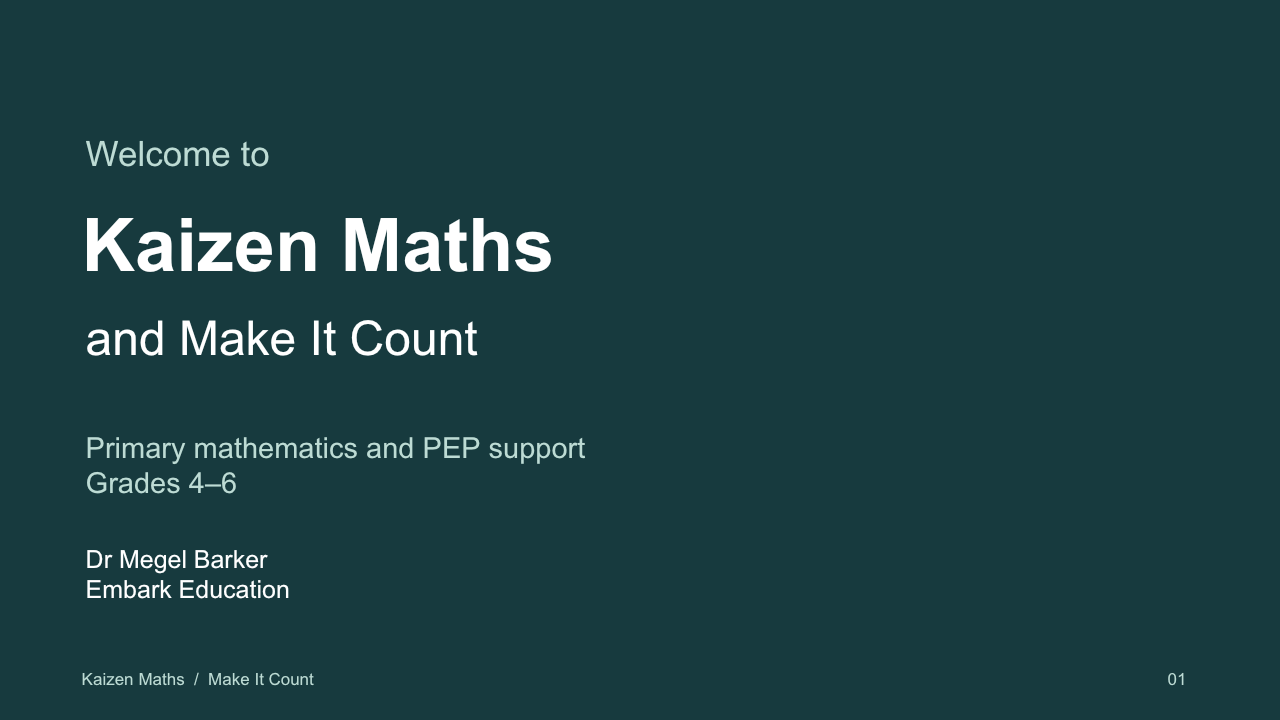 Welcome to
Kaizen Maths
and Make It Count
Primary mathematics and PEP support
Grades 4–6
Dr Megel Barker
Embark Education
Kaizen Maths / Make It Count
01